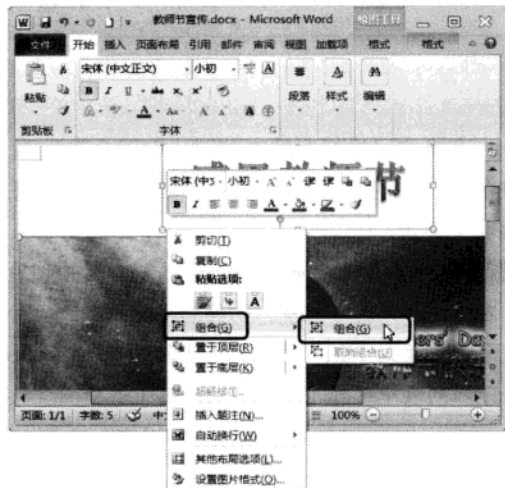 教师节宣传.docx - Microsoft Word
绘图工具
文件 开始 插入 页面布局 引用 邮件 审阅 视图 加载项 格式 格式
宋体 (中文正文) 小初
粘贴
段落 样式 编辑
剪贴板 字体
节
宋体 (中文 小初
剪切(T)
复制(C)
粘贴选项:
组合(G) 组合(G)
ers' Da
置于顶层(R) 取消组合(U)
置于底层(K)
超链接(I)...
插入题注(N)...
自动换行(W)
其他布局选项(L)...
设置图片格式(O)...
页面: 1/1 字数: 5 中 100%